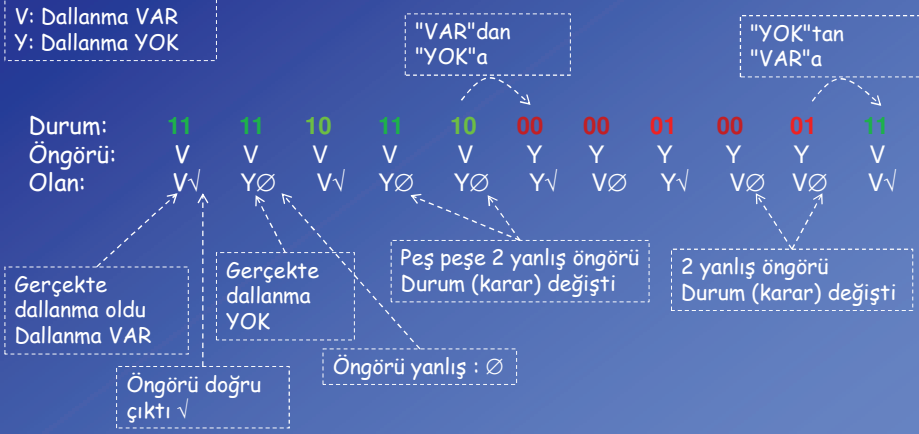 V: Dallanma VAR
Y: Dallanma YOK
"VAR"dan
"YOK"a
"YOK"tan
"VAR"a
Durum: 11 11 10 11 10 00 00 01 00 01 11
Öngörü: V V V V V Y Y Y Y Y V
Olan: V√ Y∅ V√ Y∅ Y∅ Y√ V∅ Y√ V∅ V∅ V√
Gerçekte
dallanma oldu
Dallanma VAR
Gerçekte
dallanma
YOK
Peş peşe 2 yanlış öngörü
Durum (karar) değişti
2 yanlış öngörü
Durum (karar) değişti
Öngörü yanlış : ∅
Öngörü doğru
çıktı √